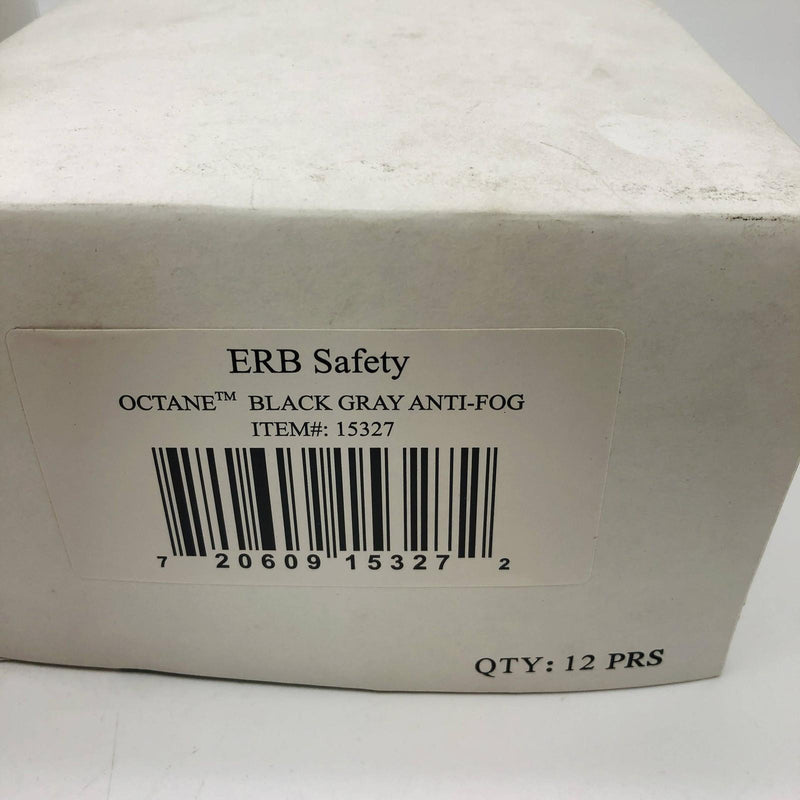 ERB Safety
OCTANE™ BLACK GRAY ANTI-FOG
ITEM#: 15327
7 20609 15327 2
QTY: 12 PRS